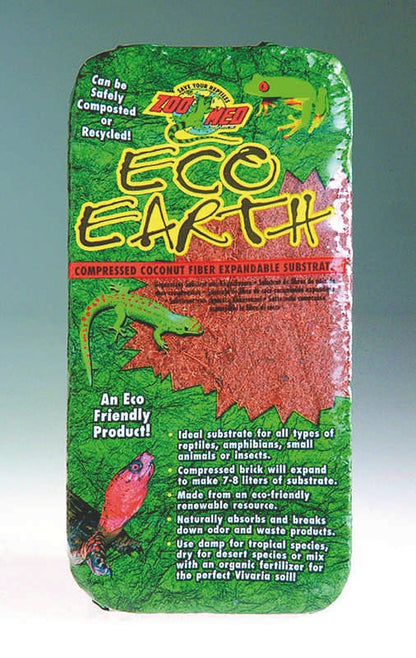 Can be
Safely
Composted
or
Recycled!
SAVE YOUR REPTILES
ZOO MED
ECO
EARTH
COMPRESSED COCONUT FIBER EXPANDABLE SUBSTRATE
An Eco
Friendly
Product!
• Ideal substrate for all types of
reptiles, amphibians, small
animals or insects.
• Compressed brick will expand
to make 7-8 liters of substrate.
• Made from an eco-friendly
renewable resource.
• Naturally absorbs and breaks
down odor and waste products.
• Use damp for tropical species,
dry for desert species or mix
with an organic fertilizer for
the perfect Vivaria soil!